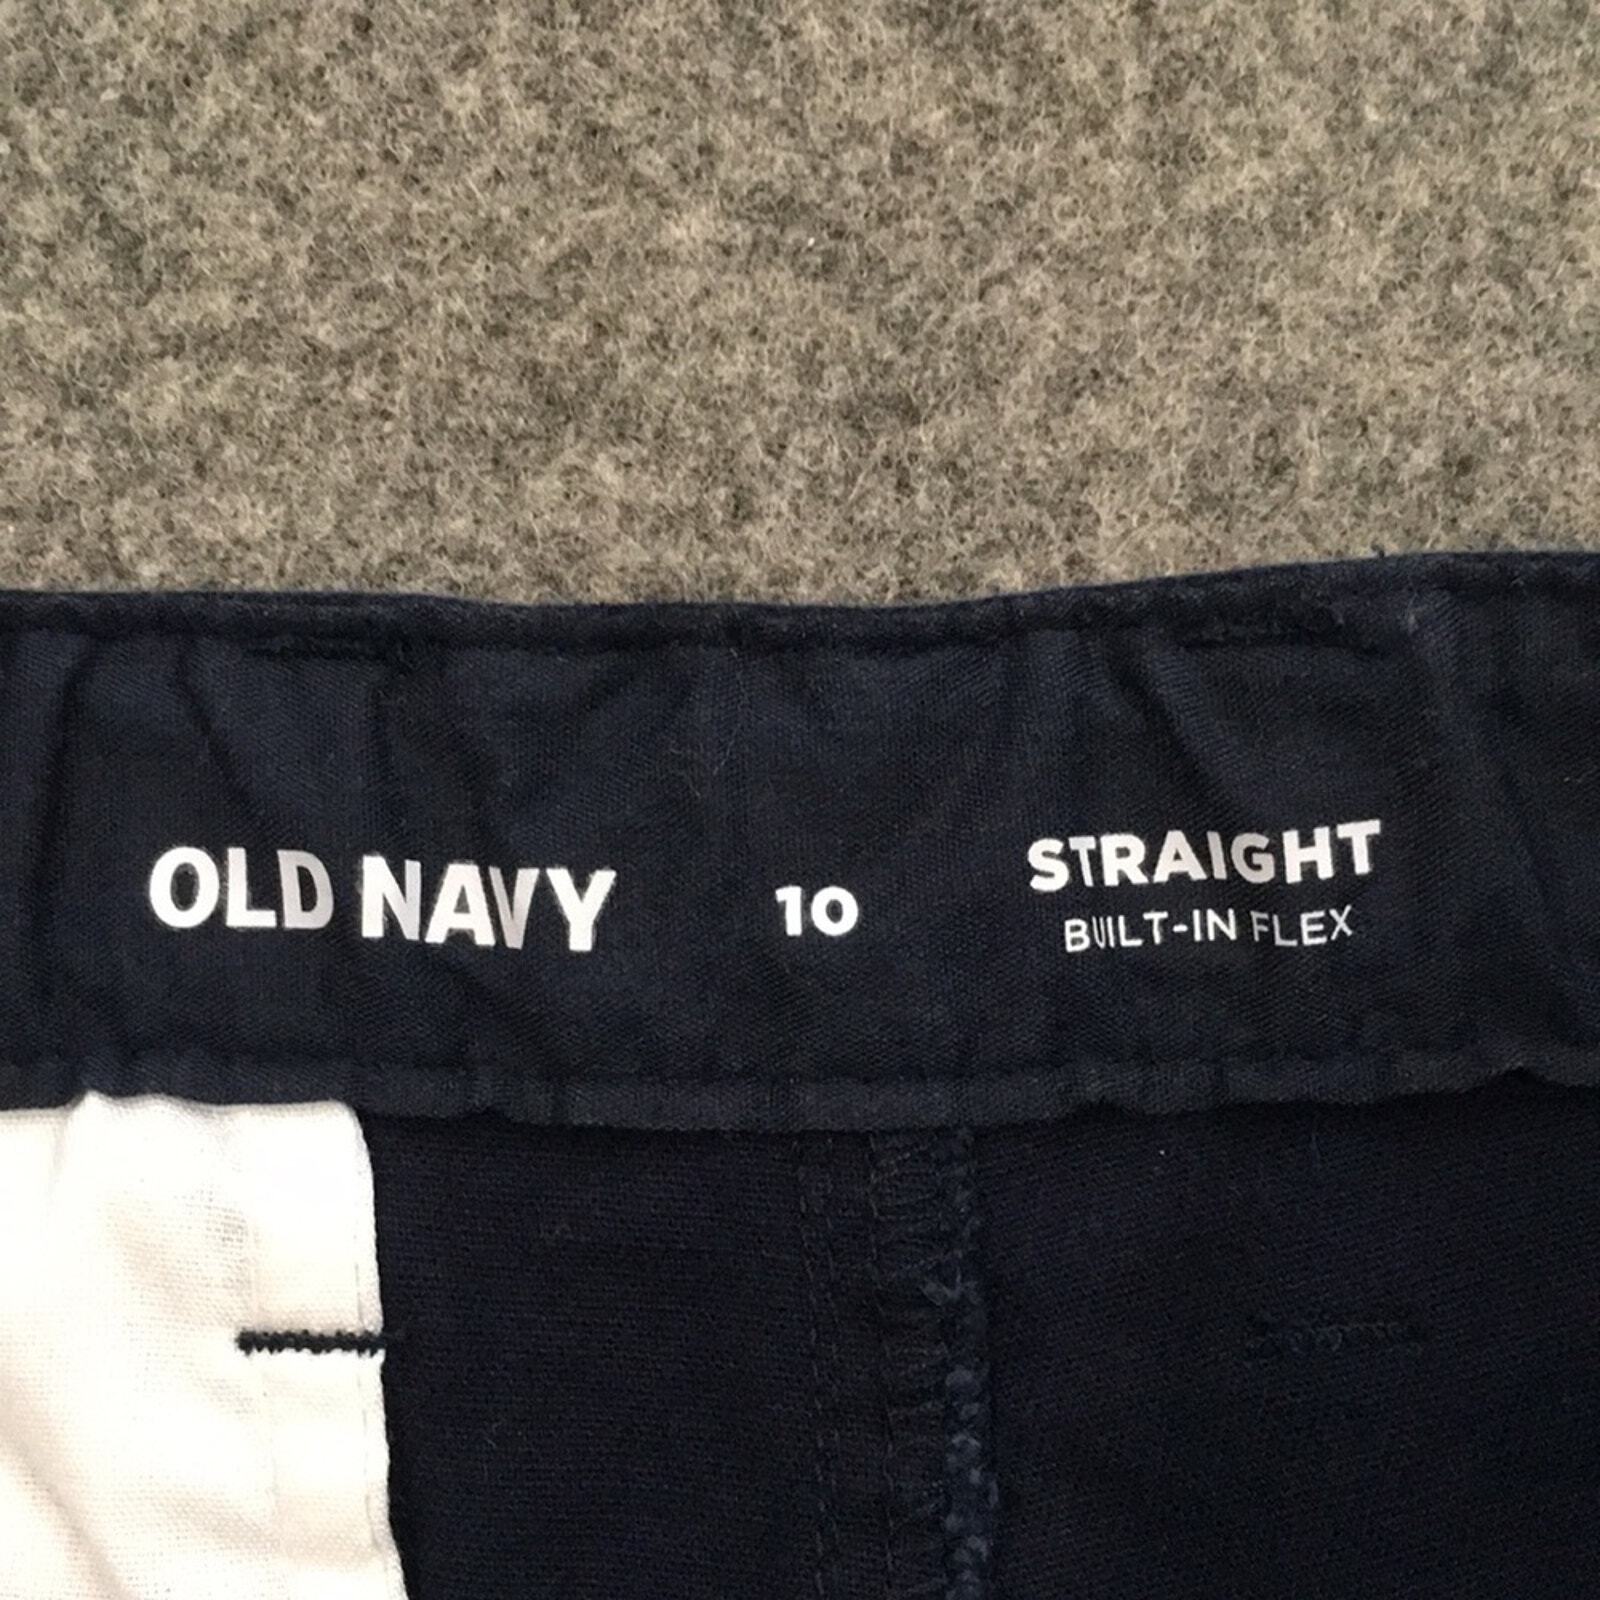 OLD NAVY
10
STRAIGHT
BUILT-IN FLEX